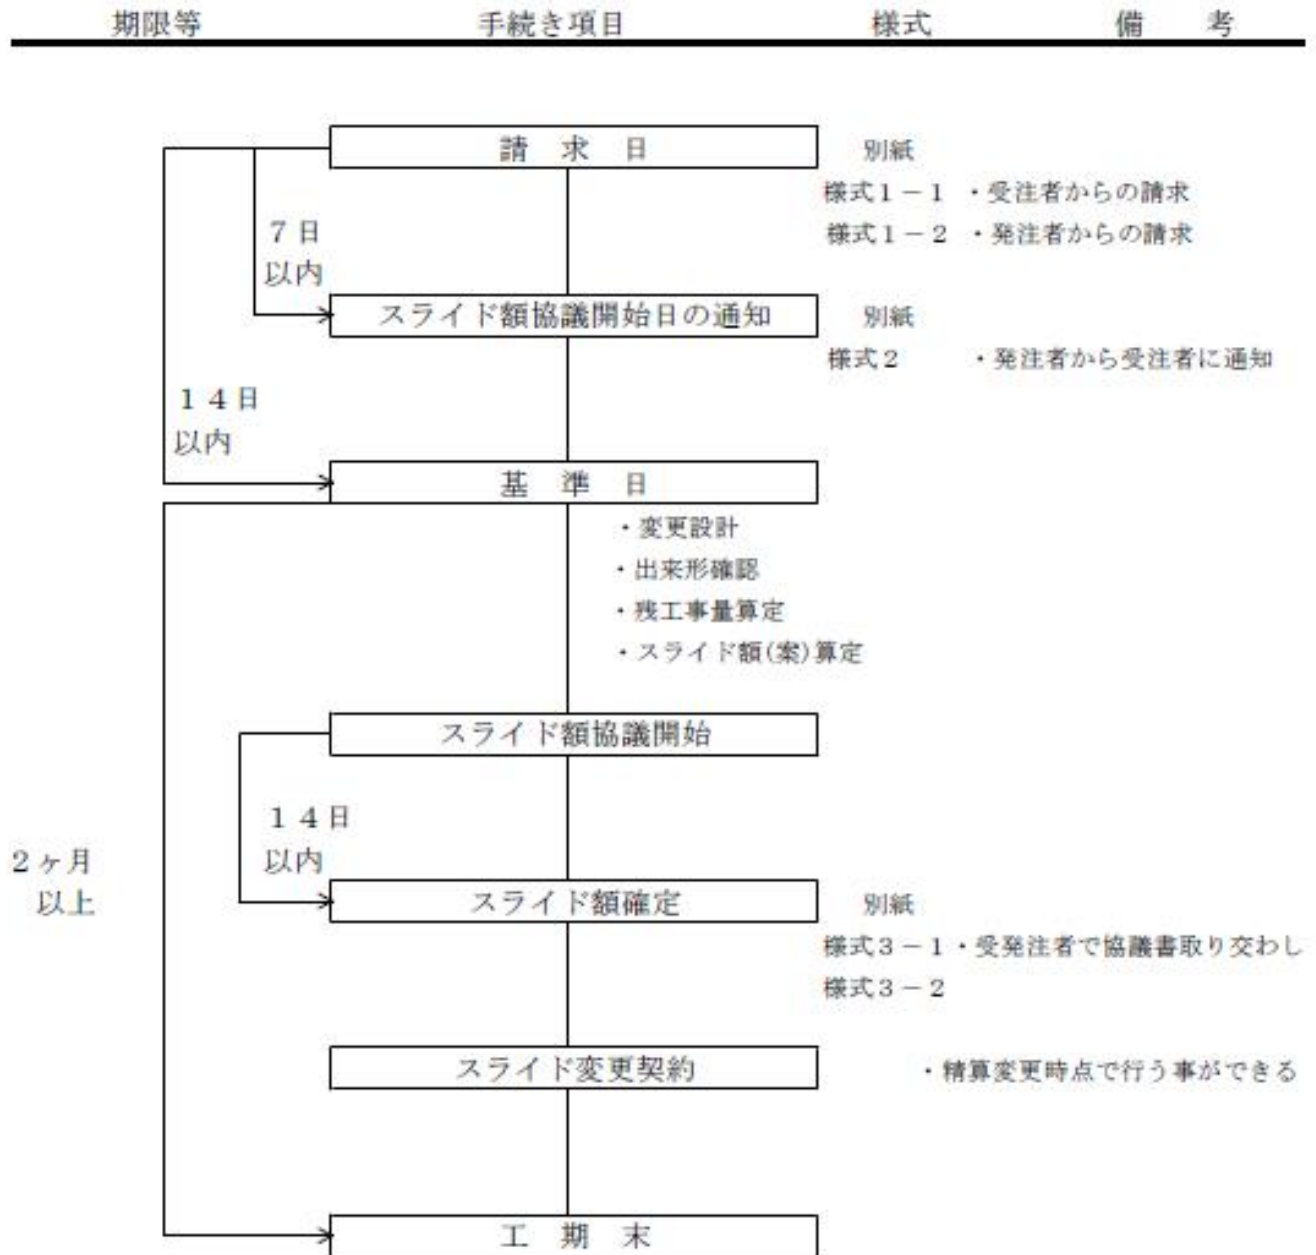 期限等 手続き項目 様式 備 考
請 求 日 別紙
様式1-1 ・受注者からの請求
7日 様式1-2 ・発注者からの請求
以内
スライド額協議開始日の通知 別紙
様式2 ・発注者から受注者に通知
14日
以内
基 準 日
・変更設計
・出来形確認
・残工事量算定
・スライド額(案)算定
スライド額協議開始
14日
2ヶ月 以内
以上 スライド額確定 別紙
様式3-1・受発注者で協議書取り交わし
様式3-2
スライド変更契約 ・精算変更時点で行う事ができる
工 期 末